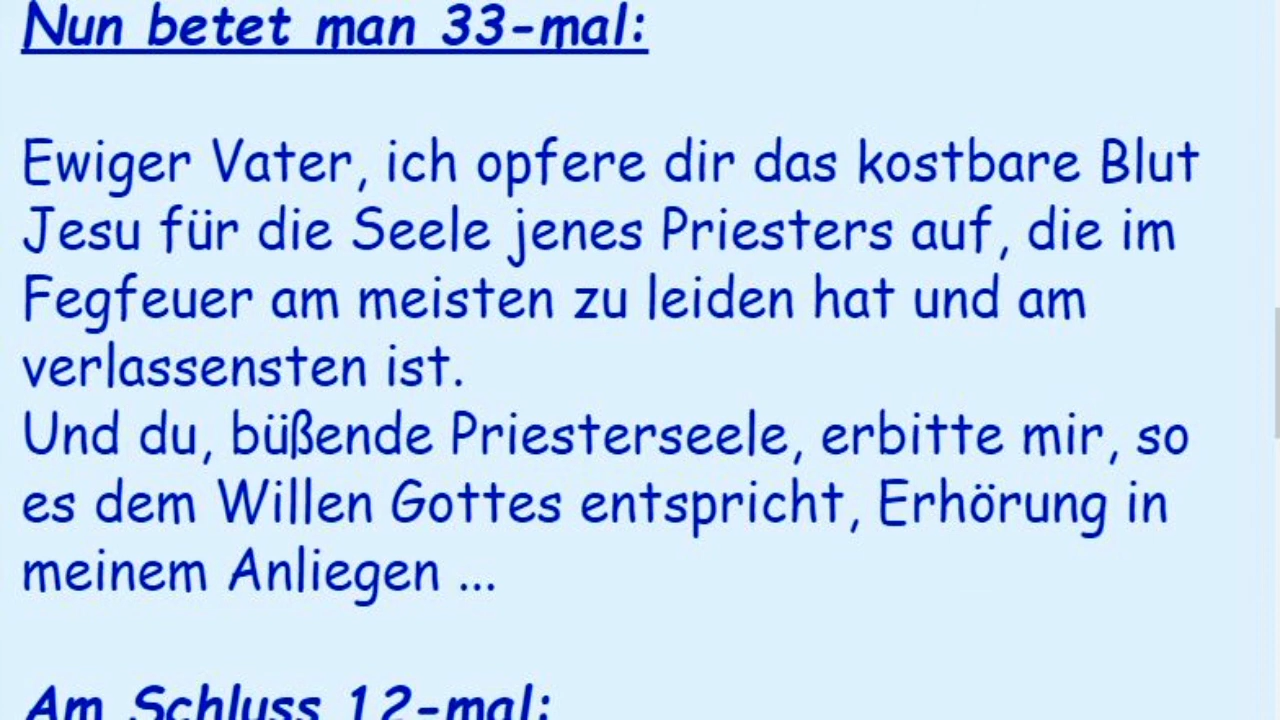 Nun betet man 33-mal:
Ewiger Vater, ich opfere dir das kostbare Blut
Jesu für die Seele jenes Priesters auf, die im
Fegfeuer am meisten zu leiden hat und am
verlassensten ist.
Und du, büßende Priesterseele, erbitte mir, so
es dem Willen Gottes entspricht, Erhörung in
meinem Anliegen ...
Am Schluss 12-mal: